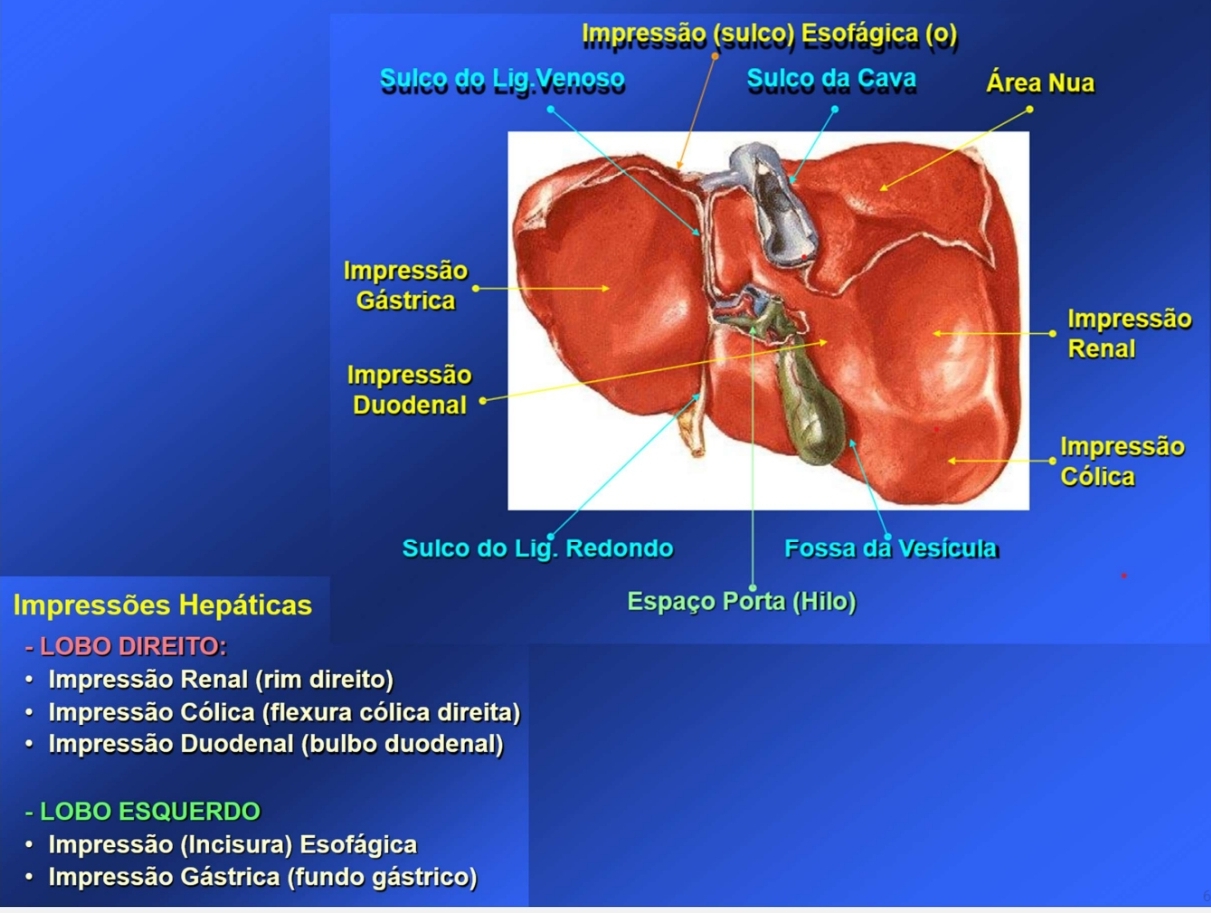 Impressão (sulco) Esofágica (o)
Sulco do Lig.Venoso
Sulco da Cava
Área Nua
Impressão
Gástrica
Impressão
Duodenal
Impressão
Renal
Impressão
Cólica
Sulco do Lig. Redondo
Fossa da Vesícula
Espaço Porta (Hilo)
Impressões Hepáticas
- LOBO DIREITO:
• Impressão Renal (rim direito)
• Impressão Cólica (flexura cólica direita)
• Impressão Duodenal (bulbo duodenal)
- LOBO ESQUERDO
• Impressão (Incisura) Esofágica
• Impressão Gástrica (fundo gástrico)